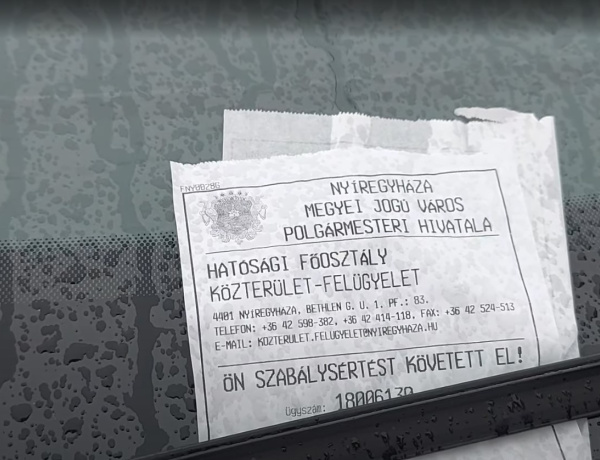 NYÍREGYHÁZA
MEGYEI JOGÚ VÁROS
POLGÁRMESTERI HIVATALA
HATÓSÁGI FŐOSZTÁLY
KÖZTERÜLET-FELÜGYELET
4401 NYÍREGYHÁZA, BETHLEN G. U. 1. PF.: 83.
TELEFON: +36 42 598-382, +36 42 414-118, FAX: +36 42 524-513
E-MAIL: KOZTERULET.FELUGYELET@NYIREGYHAZA.HU
ÖN SZABÁLYSÉRTÉST KÖVETETT EL!
Ügyszám: 18006130